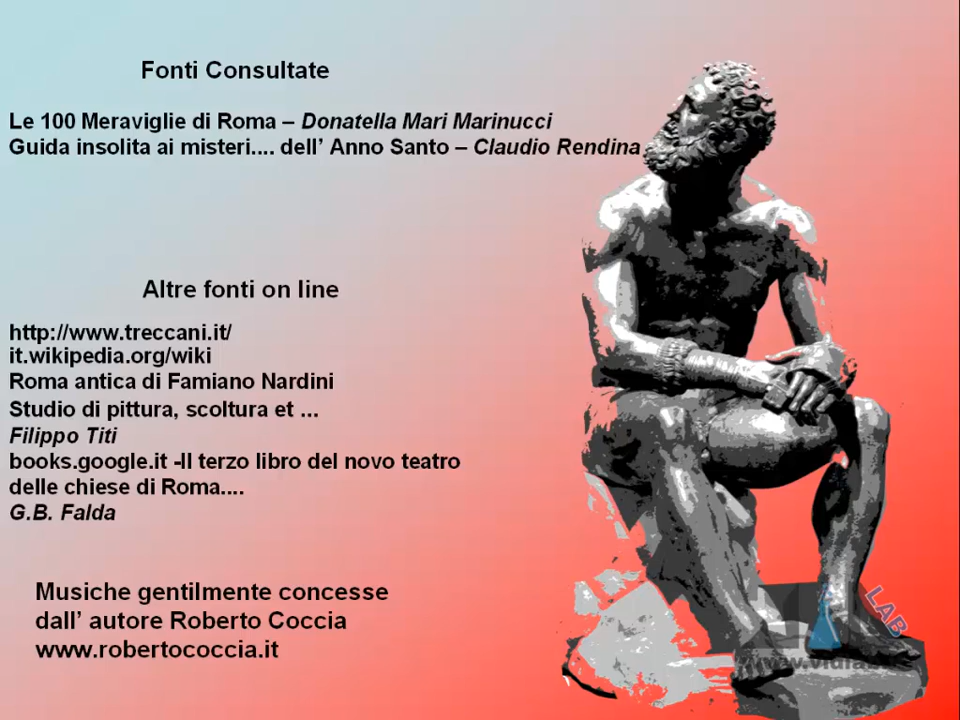 Fonti Consultate
Le 100 Meraviglie di Roma – Donatella Mari Marinucci
Guida insolita ai misteri.... dell’ Anno Santo – Claudio Rendina
Altre fonti on line
http://www.treccani.it/
it.wikipedia.org/wiki
Roma antica di Famiano Nardini
Studio di pittura, scoltura et ...
Filippo Titi
books.google.it -Il terzo libro del novo teatro
delle chiese di Roma....
G.B. Falda
Musiche gentilmente concesse
dall’ autore Roberto Coccia
www.robertococcia.it
LAB